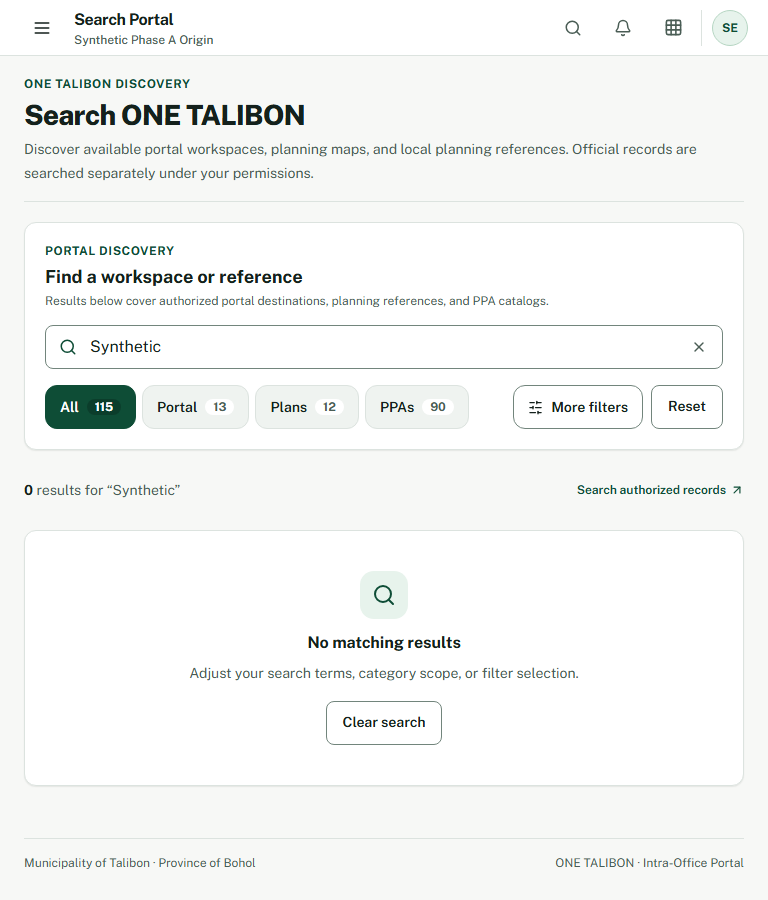 Search Portal
Synthetic Phase A Origin
SE
ONE TALIBON DISCOVERY
Search ONE TALIBON
Discover available portal workspaces, planning maps, and local planning references. Official records are
searched separately under your permissions.
PORTAL DISCOVERY
Find a workspace or reference
Results below cover authorized portal destinations, planning references, and PPA catalogs.
Synthetic
All 115 Portal 13 Plans 12 PPAs 90 More filters Reset
0 results for “Synthetic” Search authorized records
No matching results
Adjust your search terms, category scope, or filter selection.
Clear search
Municipality of Talibon · Province of Bohol ONE TALIBON · Intra-Office Portal